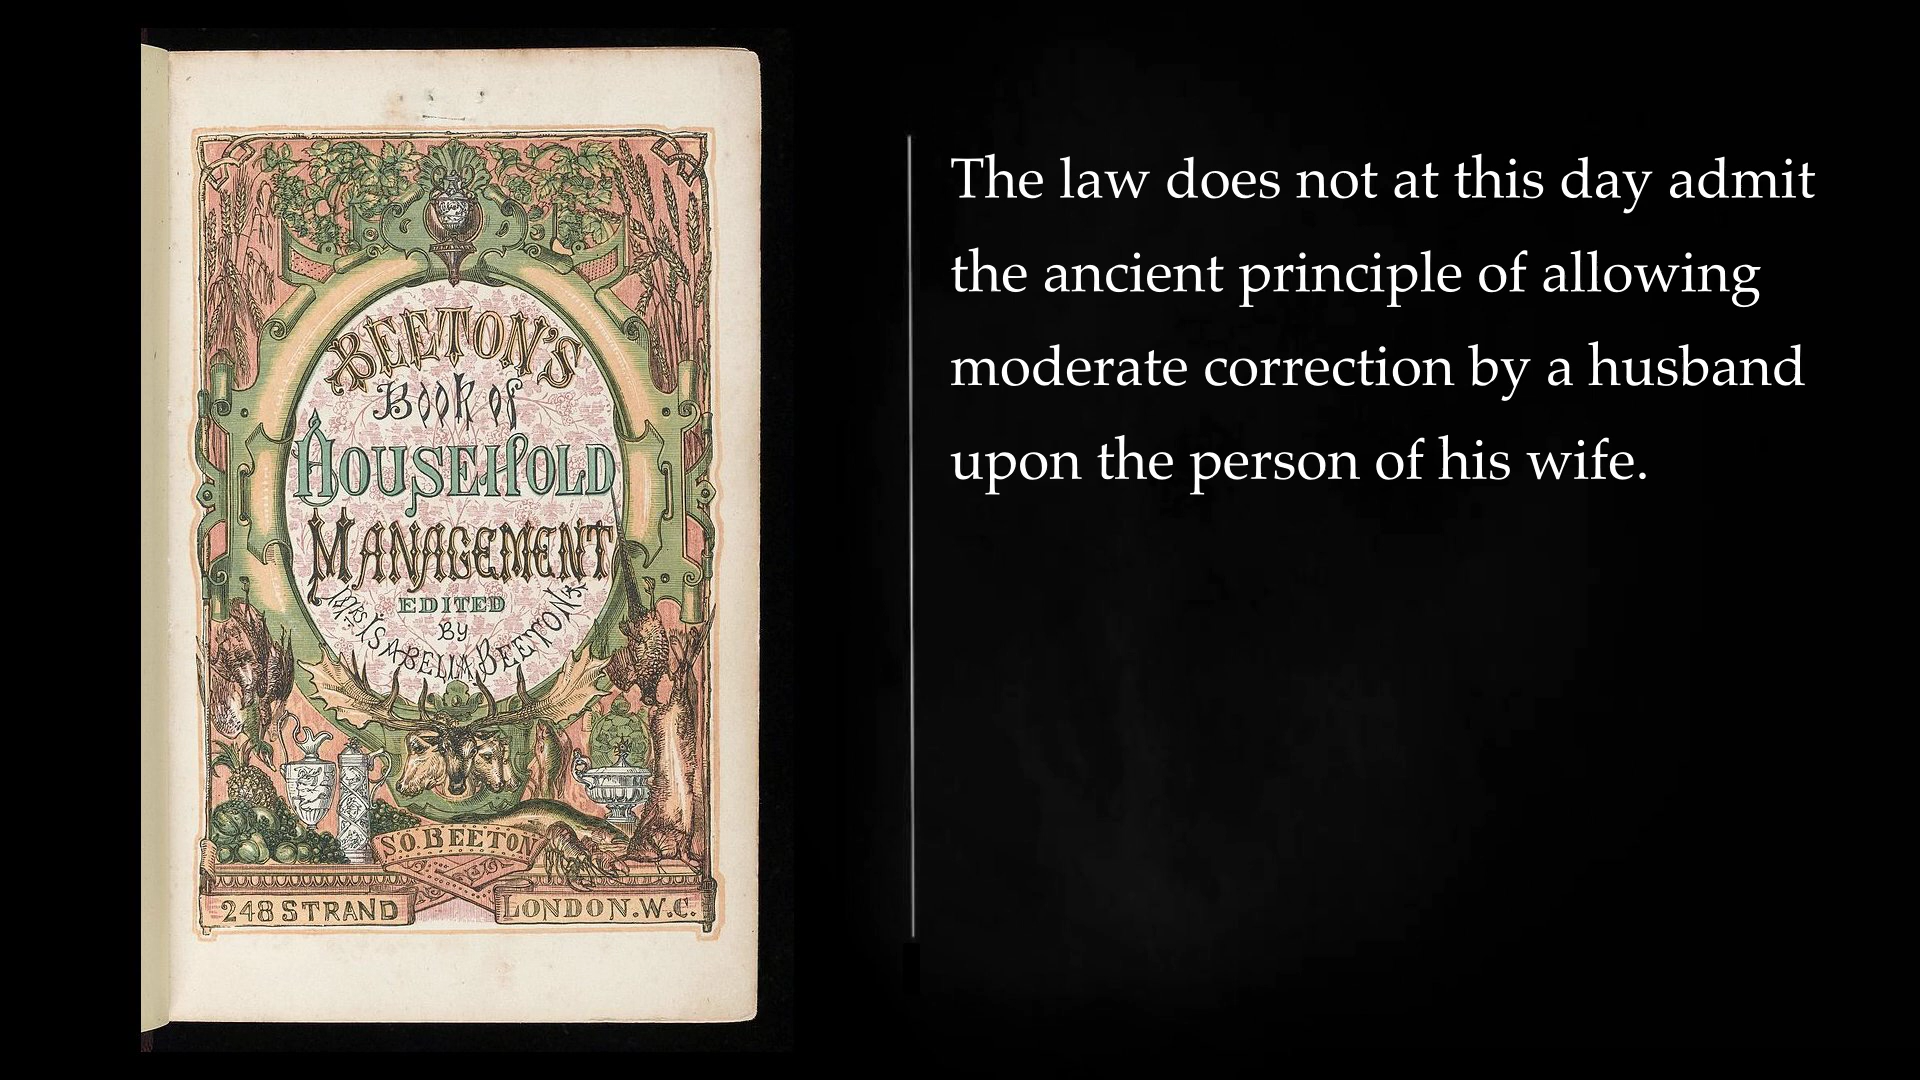 BEETON'S
BOOK OF
HOUSEHOLD
MANAGEMENT
EDITED
BY
MRS ISABELLA BEETON
S.O. BEETON
248 STRAND
LONDON. W.C.
The law does not at this day admit
the ancient principle of allowing
moderate correction by a husband
upon the person of his wife.